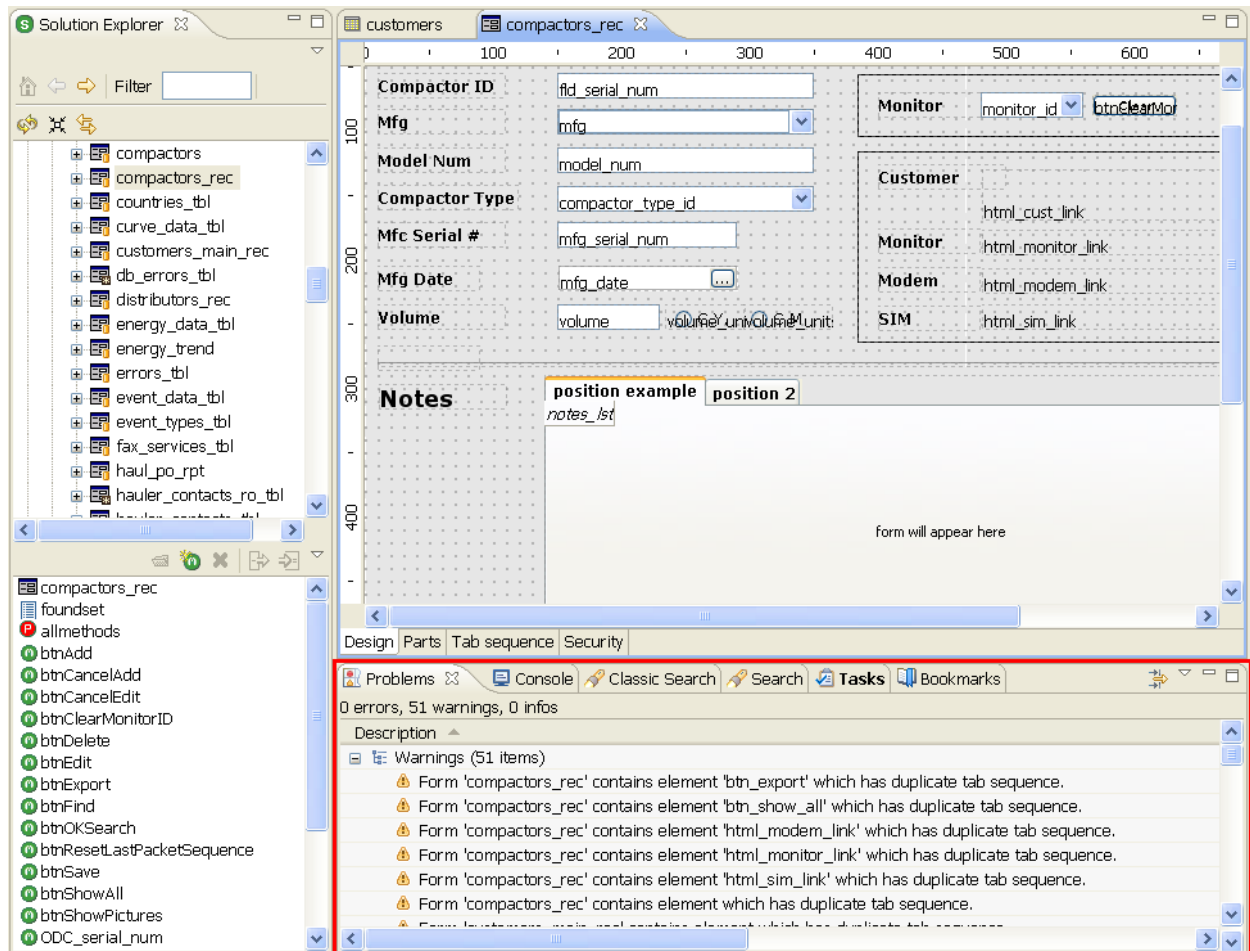 Solution Explorer
Filter
compactors
compactors_rec
countries_tbl
curve_data_tbl
customers_main_rec
db_errors_tbl
distributors_rec
energy_data_tbl
energy_trend
errors_tbl
event_data_tbl
event_types_tbl
fax_services_tbl
haul_po_rpt
hauler_contacts_ro_tbl
compactors_rec
foundset
allmethods
btnAdd
btnCancelAdd
btnCancelEdit
btnClearMonitorID
btnDelete
btnEdit
btnExport
btnFind
btnOKSearch
btnResetLastPacketSequence
btnSave
btnShowAll
btnShowPictures
ODC_serial_num
customers compactors_rec
0 100 200 300 400 500 600
100
200
300
400
Compactor ID fld_serial_num
Mfg mfg
Model Num model_num
Compactor Type compactor_type_id
Mfc Serial # mfg_serial_num
Mfg Date mfg_date ...
Volume volume
Monitor monitor_id
Customer
html_cust_link
Monitor html_monitor_link
Modem html_modem_link
SIM html_sim_link
Notes
position example position 2
notes_lst
form will appear here
Design Parts Tab sequence Security
Problems Console Classic Search Search Tasks Bookmarks
0 errors, 51 warnings, 0 infos
Description
Warnings (51 items)
Form 'compactors_rec' contains element 'btn_export' which has duplicate tab sequence.
Form 'compactors_rec' contains element 'btn_show_all' which has duplicate tab sequence.
Form 'compactors_rec' contains element 'html_modem_link' which has duplicate tab sequence.
Form 'compactors_rec' contains element 'html_monitor_link' which has duplicate tab sequence.
Form 'compactors_rec' contains element 'html_sim_link' which has duplicate tab sequence.
Form 'compactors_rec' contains element which has duplicate tab sequence.